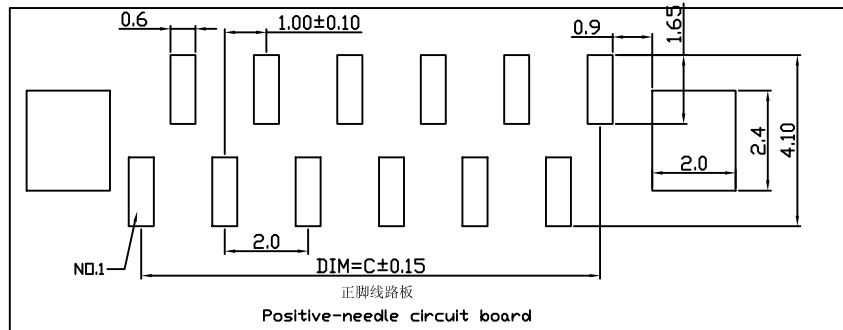 0.6
1.00±0.10
0.9
1.65
2.4
4.10
2.0
2.0
NO.1
DIM=C±0.15
正脚线路板
Positive-needle circuit board